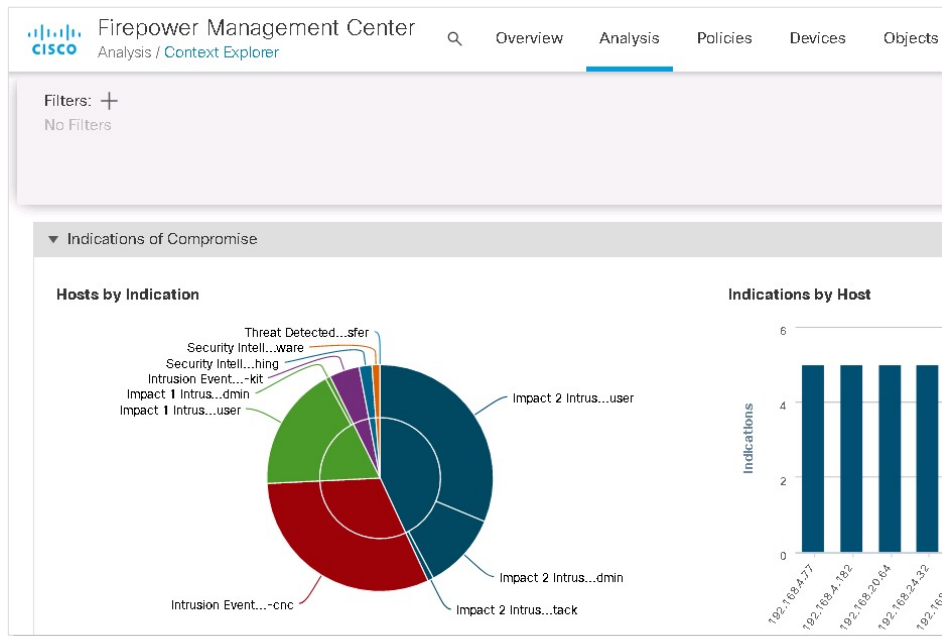 CISCO
Firepower Management Center
Analysis / Context Explorer
Overview
Analysis
Policies
Devices
Objects
Filters:
No Filters
Indications of Compromise
Hosts by Indication
Threat Detected...sfer
Security Intell...ware
Security Intell...hing
Intrusion Event...-kit
Impact 1 Intrus...dmin
Impact 1 Intrus...user
Impact 2 Intrus...user
Impact 2 Intrus...dmin
Impact 2 Intrus...tack
Intrusion Event...-cnc
Indications by Host
Indications
6
4
2
0
192.168.4.77
192.168.4.182
192.168.20.64
192.168.24.32